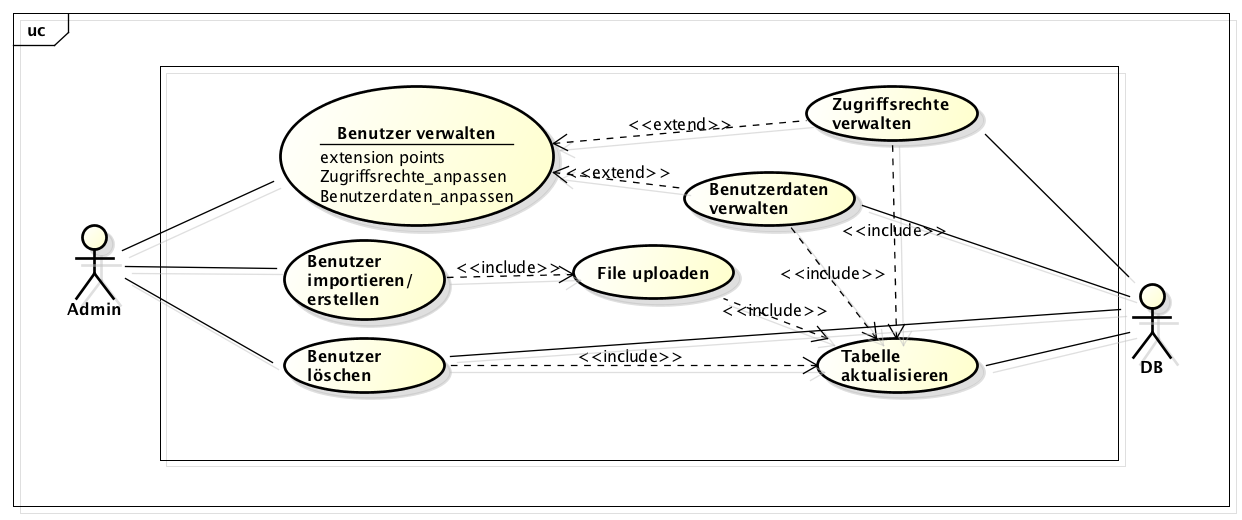 uc
Benutzer verwalten
extension points
Zugriffsrechte_anpassen
Benutzerdaten_anpassen
<<extend>>
Zugriffsrechte
verwalten
<<extend>>
Benutzerdaten
verwalten
<<include>>
Benutzer
importieren/
erstellen
<<include>>
File uploaden
<<include>>
<<include>>
Admin
Benutzer
löschen
<<include>>
Tabelle
aktualisieren
DB